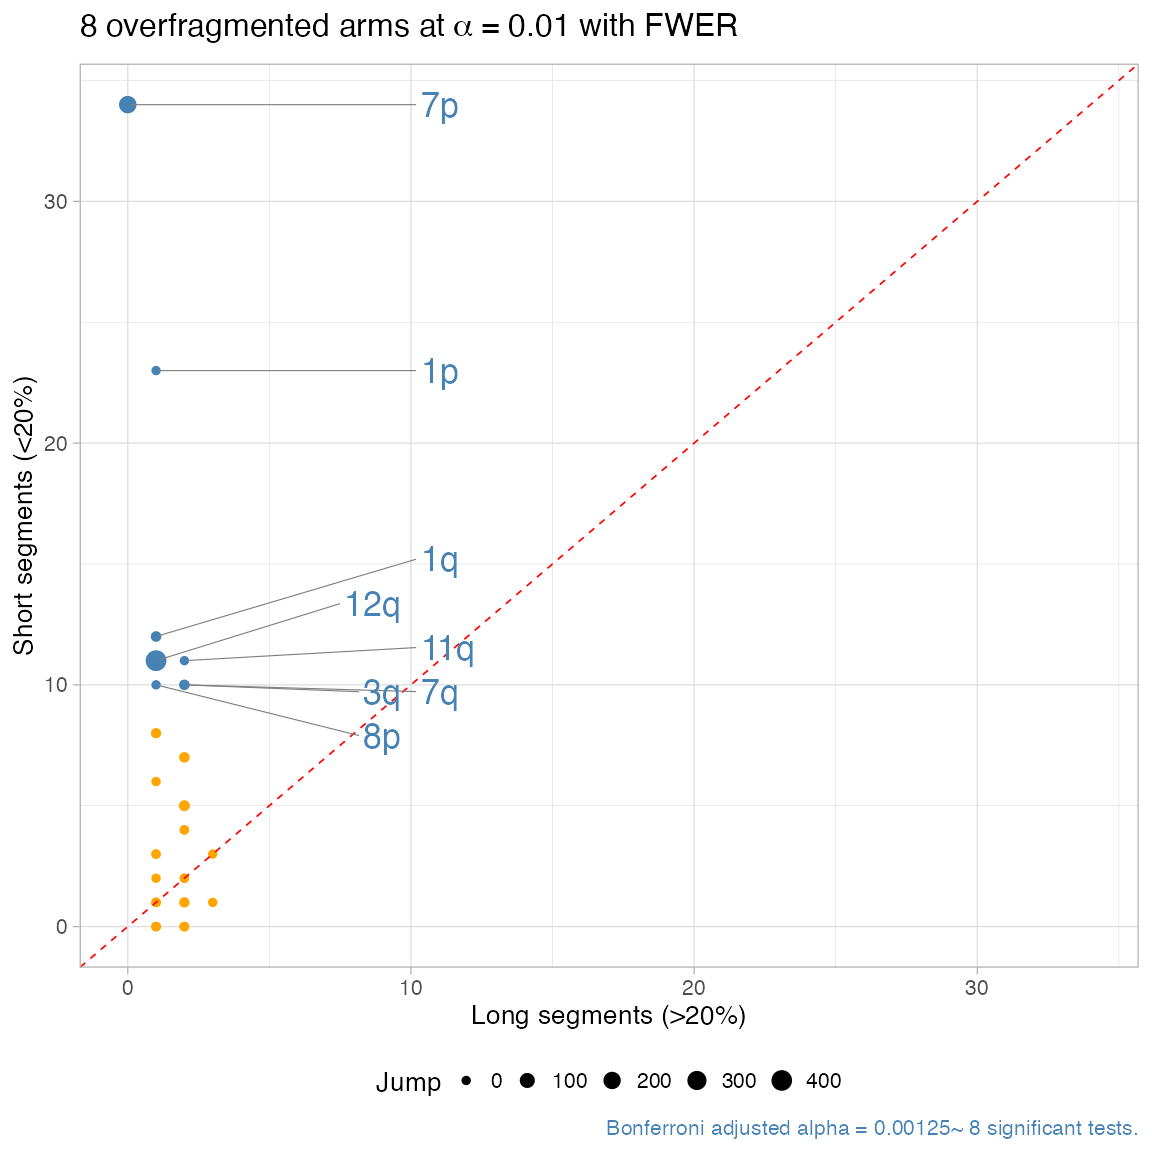 8 overfragmented arms at α = 0.01 with FWER
Short segments (<20%)
30
20
10
0
7p
1p
1q
12q
11q
3q
7q
8p
0
10
20
30
Long segments (>20%)
Jump 0 100 200 300 400
Bonferroni adjusted alpha = 0.00125~ 8 significant tests.